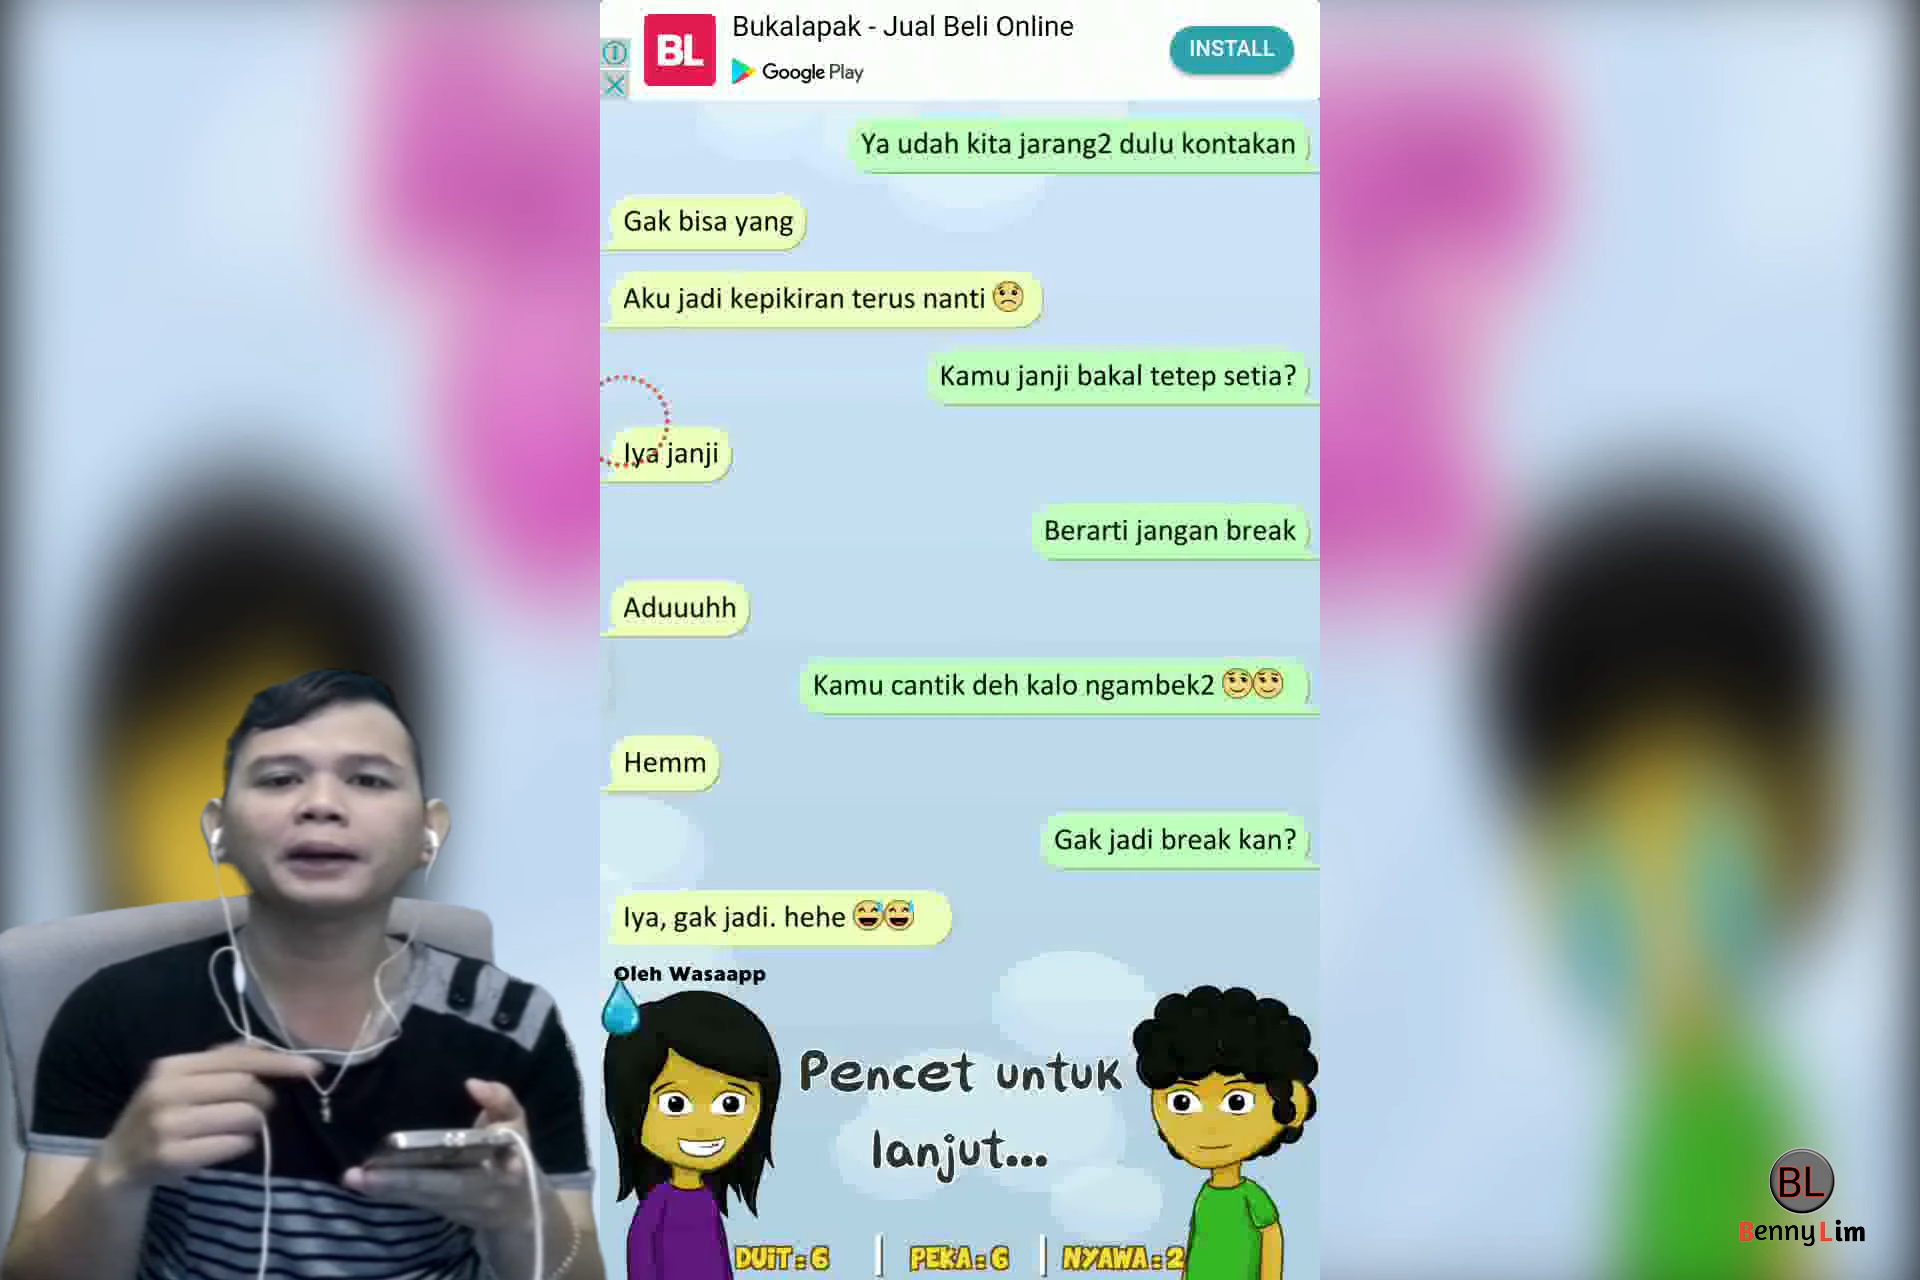 BL
Bukalapak - Jual Beli Online
Google Play
INSTALL
Ya udah kita jarang2 dulu kontakan
Gak bisa yang
Aku jadi kepikiran terus nanti
Kamu janji bakal tetep setia?
Iya janji
Berarti jangan break
Aduuuhh
Kamu cantik deh kalo ngambek2
Hemm
Gak jadi break kan?
Iya, gak jadi. hehe
Oleh Wasaapp
Pencet untuk
lanjut...
DUIT : 6 | PEKA : 6 | NYAWA : 2
BL
Benny Lim